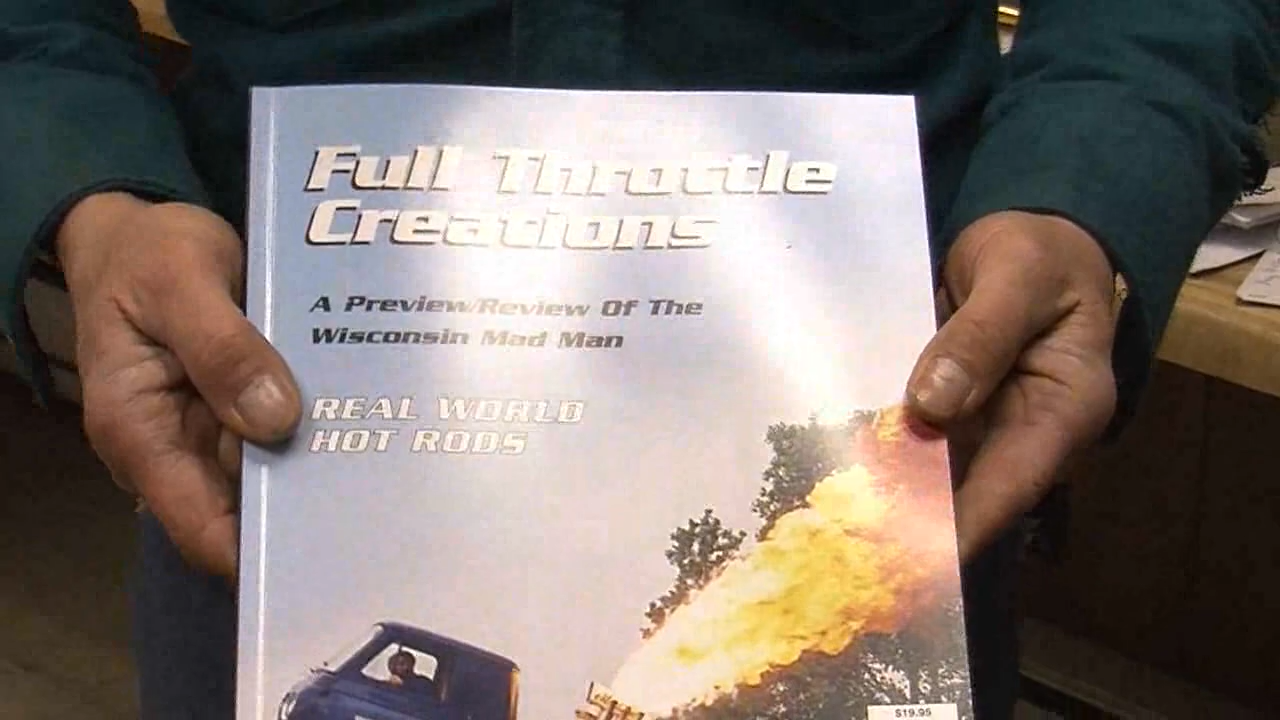 Full Throttle
Creations
A Preview/Review Of The
Wisconsin Mad Man
REAL WORLD
HOT RODS
$19.95